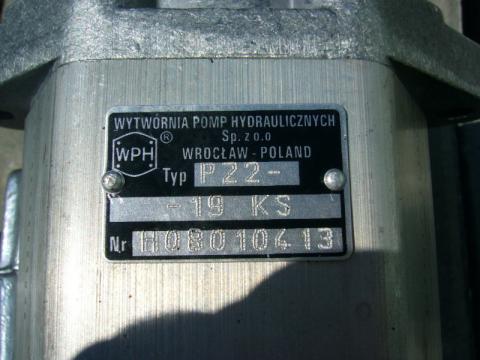 WYTWÓRNIA POMP HYDRAULICZNYCH
Sp. z o.o
WPH ®
WROCŁAW - POLAND
Typ P22-
-19 KS
Nr H08010413